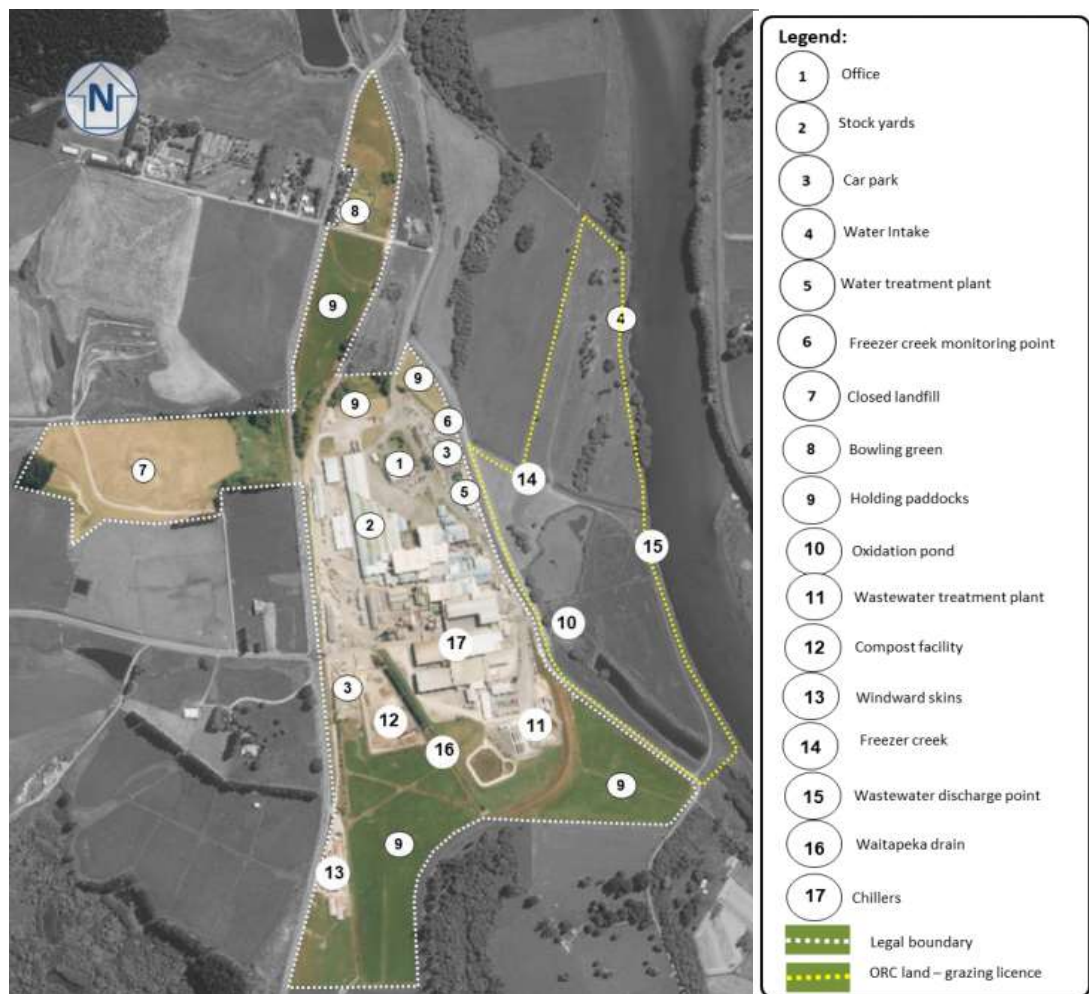 N
8
9
4
9
9
6
3
1
14
7
5
2
15
10
17
3
12
11
16
9
9
13
Legend:
1 Office
2 Stock yards
3 Car park
4 Water Intake
5 Water treatment plant
6 Freezer creek monitoring point
7 Closed landfill
8 Bowling green
9 Holding paddocks
10 Oxidation pond
11 Wastewater treatment plant
12 Compost facility
13 Windward skins
14 Freezer creek
15 Wastewater discharge point
16 Waitapeka drain
17 Chillers
Legal boundary
ORC land – grazing licence